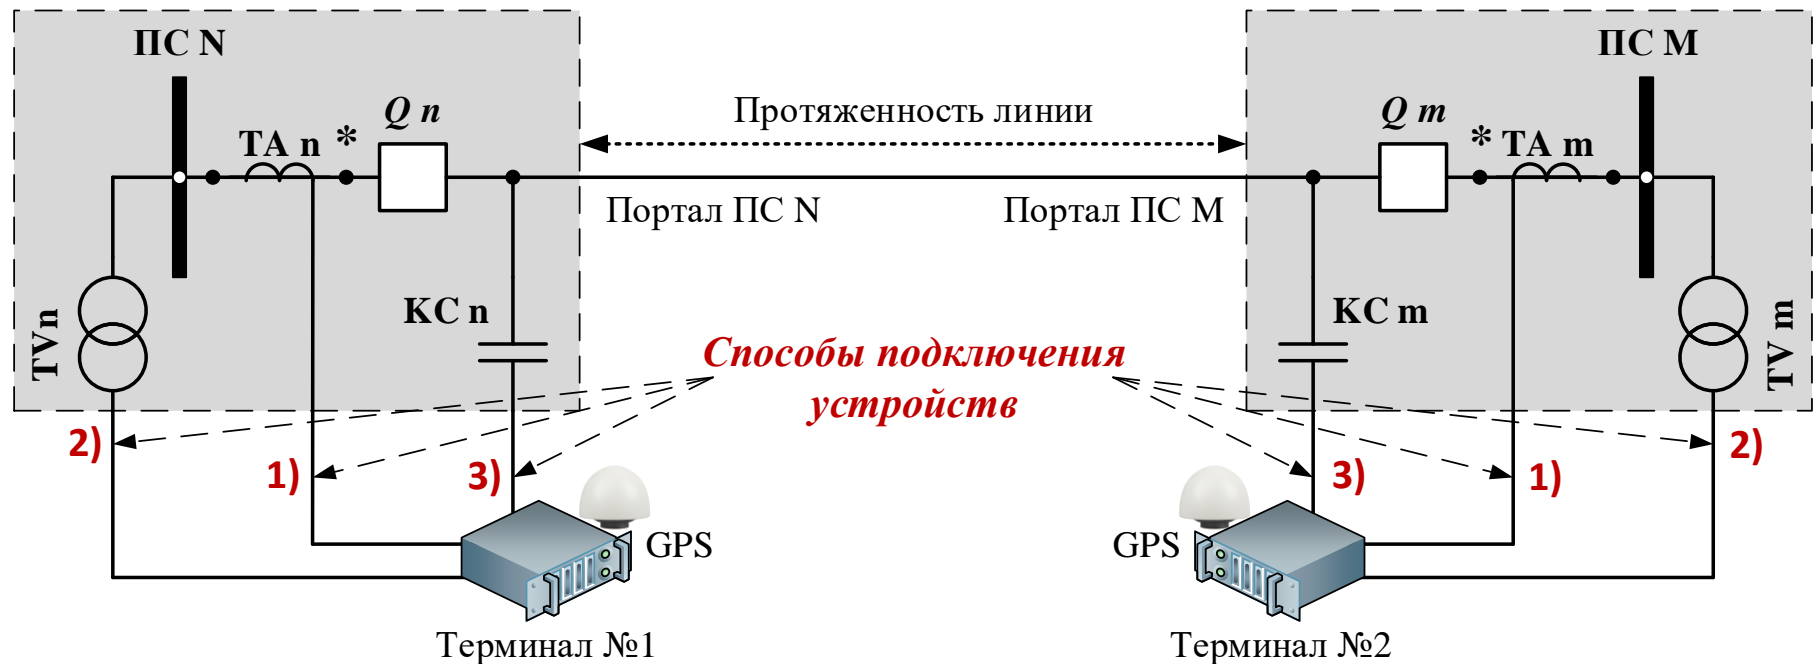 ПС N
ПС M
Q n
Q m
Протяженность линии
TA n *
* TA m
Портал ПС N
Портал ПС M
KC n
KC m
TVn
TV m
Способы подключения
устройств
2)
1)
3)
3)
1)
2)
GPS
GPS
Терминал №1
Терминал №2